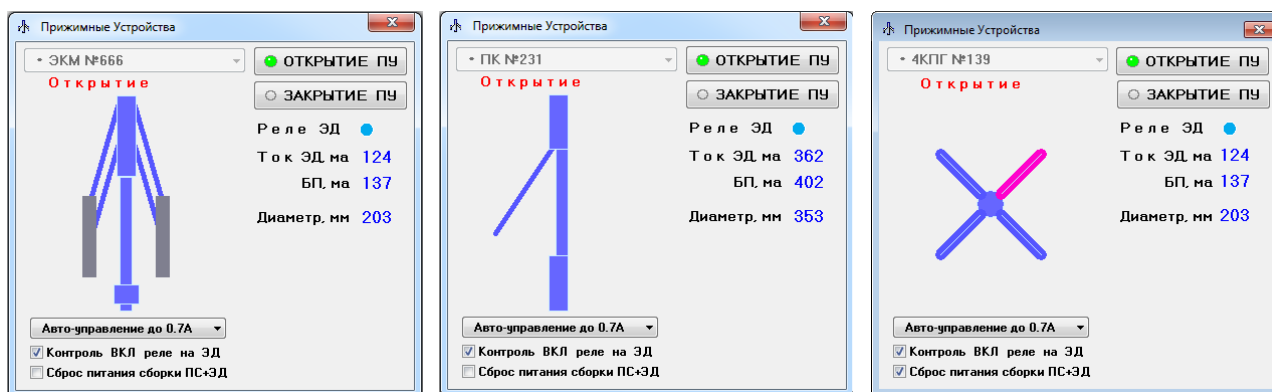 Прижимные Устройства
• ЭКМ №666
ОТКРЫТИЕ ПУ
Открытие
ЗАКРЫТИЕ ПУ
Реле ЭД
Ток ЭД, ма 124
БП, ма 137
Диаметр, мм 203
Авто-управление до 0.7А
Контроль ВКЛ реле на ЭД
Сброс питания сборки ПС+ЭД
Прижимные Устройства
• ПК №231
ОТКРЫТИЕ ПУ
Открытие
ЗАКРЫТИЕ ПУ
Реле ЭД
Ток ЭД, ма 362
БП, ма 402
Диаметр, мм 353
Авто-управление до 0.7А
Контроль ВКЛ реле на ЭД
Сброс питания сборки ПС+ЭД
Прижимные Устройства
• 4КПГ №139
ОТКРЫТИЕ ПУ
Открытие
ЗАКРЫТИЕ ПУ
Реле ЭД
Ток ЭД, ма 124
БП, ма 137
Диаметр, мм 203
Авто-управление до 0.7А
Контроль ВКЛ реле на ЭД
Сброс питания сборки ПС+ЭД